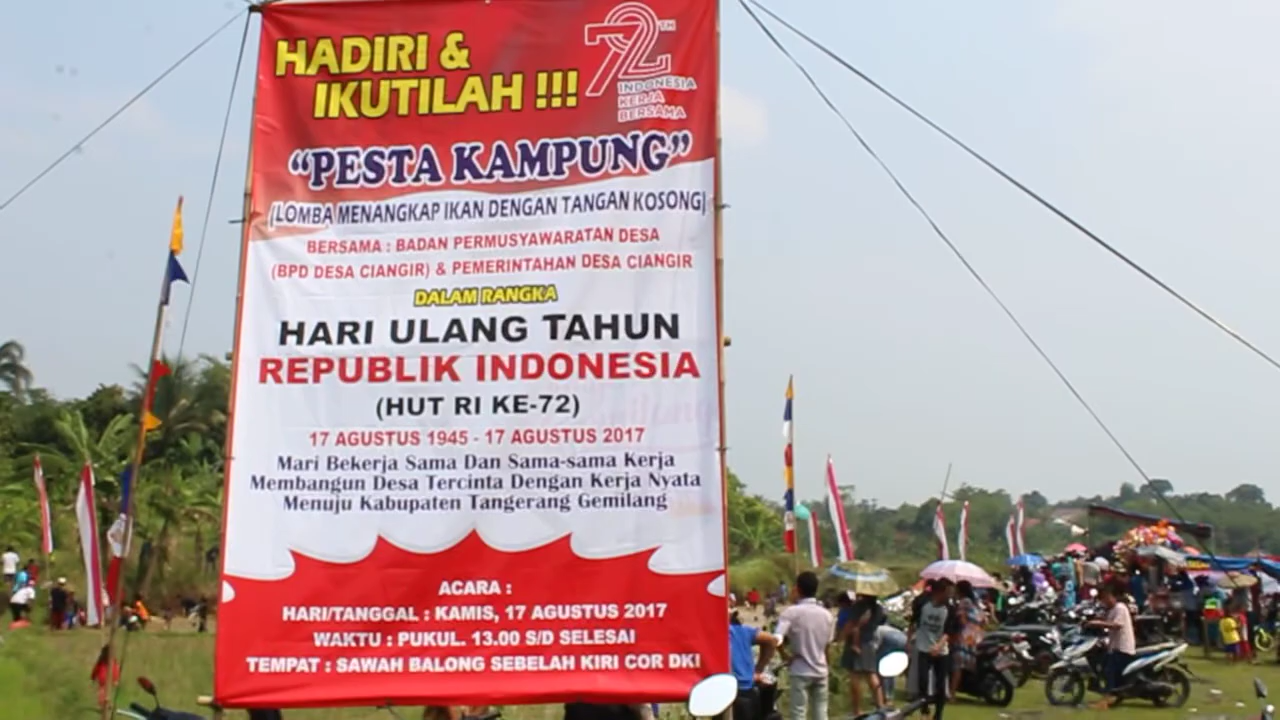 HADIRI &
IKUTILAH !!!
72TH
INDONESIA
KERJA
BERSAMA
“PESTA KAMPUNG”
(LOMBA MENANGKAP IKAN DENGAN TANGAN KOSONG)
BERSAMA : BADAN PERMUSYAWARATAN DESA
(BPD DESA CIANGIR) & PEMERINTAHAN DESA CIANGIR
DALAM RANGKA
HARI ULANG TAHUN
REPUBLIK INDONESIA
(HUT RI KE-72)
17 AGUSTUS 1945 - 17 AGUSTUS 2017
Mari Bekerja Sama Dan Sama-sama Kerja
Membangun Desa Tercinta Dengan Kerja Nyata
Menuju Kabupaten Tangerang Gemilang
ACARA :
HARI/TANGGAL : KAMIS, 17 AGUSTUS 2017
WAKTU : PUKUL. 13.00 S/D SELESAI
TEMPAT : SAWAH BALONG SEBELAH KIRI COR DKI